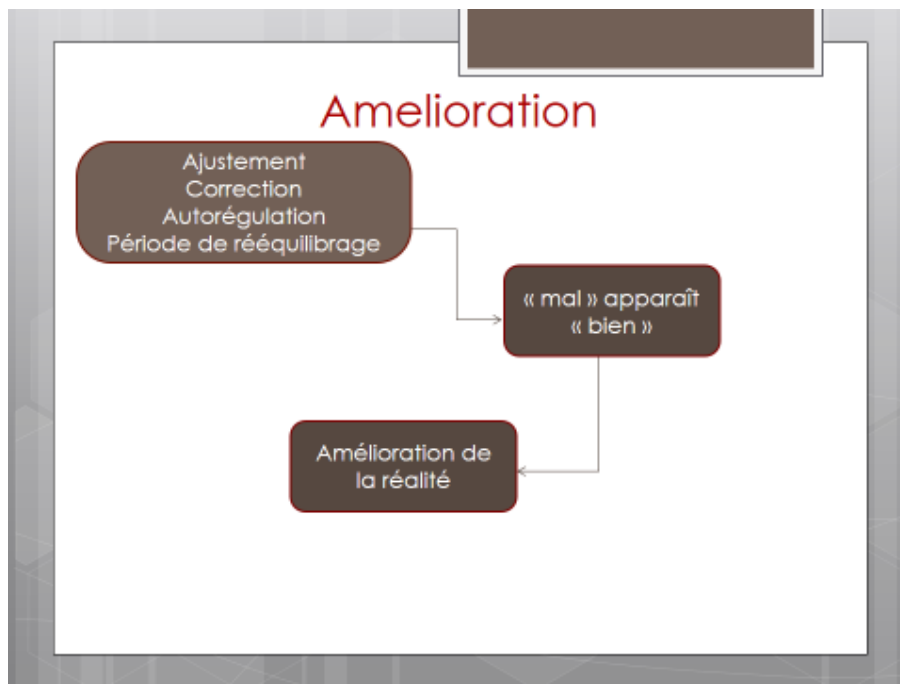 Amelioration
Ajustement
Correction
Autorégulation
Période de rééquilibrage
« mal » apparaît
« bien »
Amélioration de
la réalité